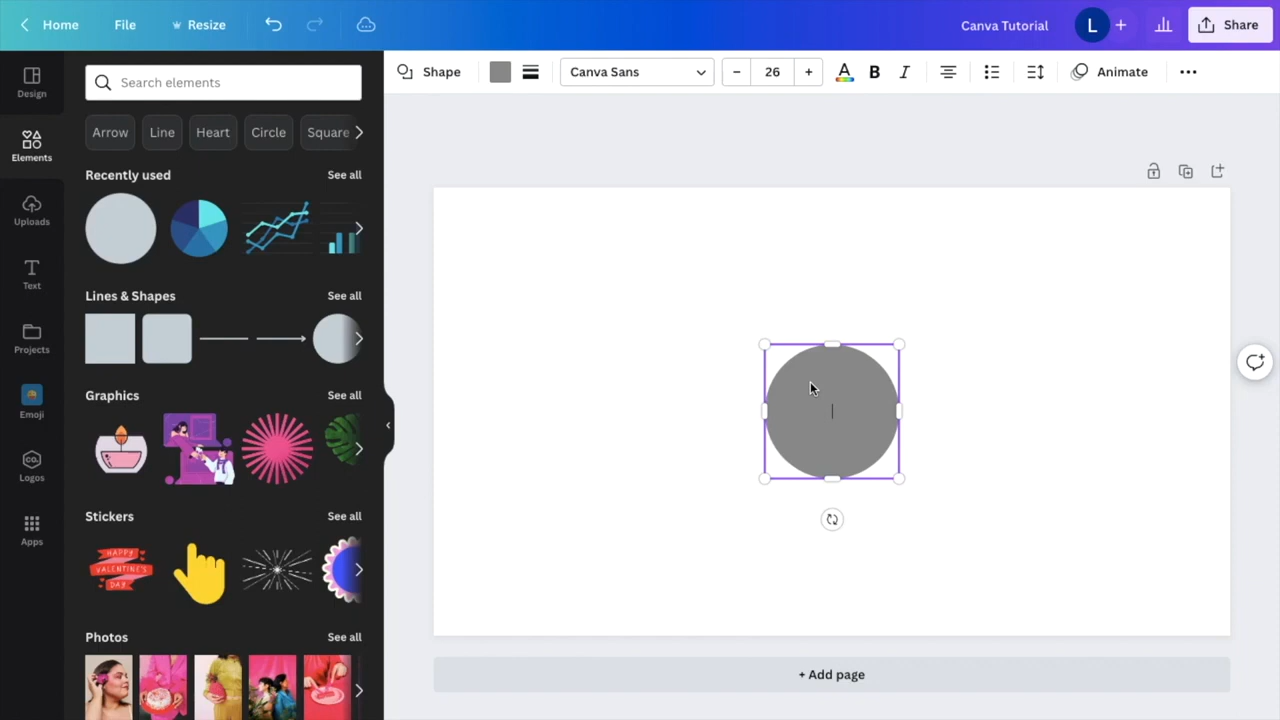 Home
File
Resize
Canva Tutorial
L
+
Share
Design
Elements
Uploads
Text
Projects
Emoji
CO.
Logos
Apps
Search elements
Arrow
Line
Heart
Circle
Square
Recently used
See all
Lines & Shapes
See all
Graphics
See all
Stickers
See all
HAPPY
VALENTINE'S
DAY
Photos
See all
Shape
Canva Sans
−
26
+
A
B
I
Animate
+ Add page